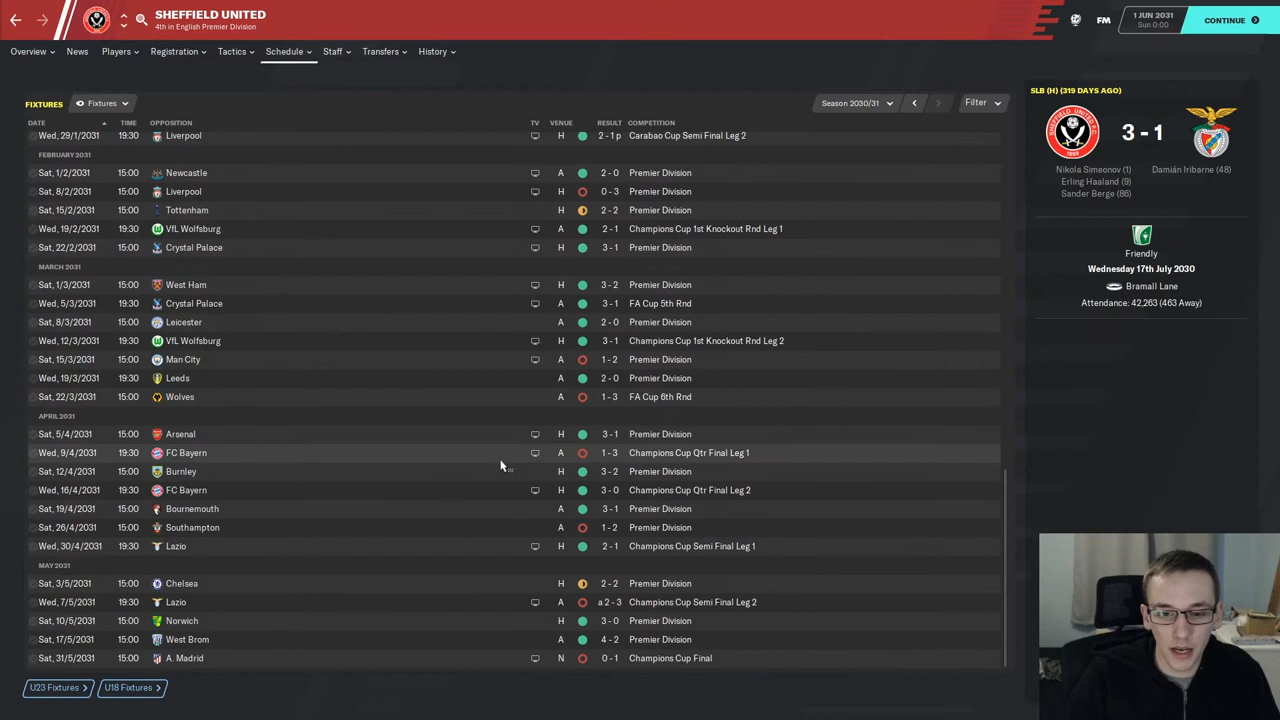 SHEFFIELD UNITED
4th in English Premier Division
FM
1 JUN 2031
Sun 0:00
CONTINUE
Overview News Players Registration Tactics Schedule Staff Transfers History
FIXTURES Fixtures Season 2030/31 Filter
DATE TIME OPPOSITION TV VENUE RESULT COMPETITION
Wed, 29/1/2031 19:30 Liverpool H 2 - 1 p Carabao Cup Semi Final Leg 2
FEBRUARY 2031
Sat, 1/2/2031 15:00 Newcastle A 2 - 0 Premier Division
Sat, 8/2/2031 15:00 Liverpool H 0 - 3 Premier Division
Sat, 15/2/2031 15:00 Tottenham H 2 - 2 Premier Division
Wed, 19/2/2031 19:30 VfL Wolfsburg A 2 - 1 Champions Cup 1st Knockout Rnd Leg 1
Sat, 22/2/2031 15:00 Crystal Palace H 3 - 1 Premier Division
MARCH 2031
Sat, 1/3/2031 15:00 West Ham H 3 - 2 Premier Division
Wed, 5/3/2031 19:30 Crystal Palace A 3 - 1 FA Cup 5th Rnd
Sat, 8/3/2031 15:00 Leicester A 2 - 0 Premier Division
Wed, 12/3/2031 19:30 VfL Wolfsburg H 3 - 1 Champions Cup 1st Knockout Rnd Leg 2
Sat, 15/3/2031 15:00 Man City A 1 - 2 Premier Division
Wed, 19/3/2031 19:30 Leeds A 2 - 0 Premier Division
Sat, 22/3/2031 15:00 Wolves A 1 - 3 FA Cup 6th Rnd
APRIL 2031
Sat, 5/4/2031 15:00 Arsenal H 3 - 1 Premier Division
Wed, 9/4/2031 19:30 FC Bayern A 1 - 3 Champions Cup Qtr Final Leg 1
Sat, 12/4/2031 15:00 Burnley H 3 - 2 Premier Division
Wed, 16/4/2031 19:30 FC Bayern H 3 - 0 Champions Cup Qtr Final Leg 2
Sat, 19/4/2031 15:00 Bournemouth A 3 - 1 Premier Division
Sat, 26/4/2031 15:00 Southampton A 1 - 2 Premier Division
Wed, 30/4/2031 19:30 Lazio H 2 - 1 Champions Cup Semi Final Leg 1
MAY 2031
Sat, 3/5/2031 15:00 Chelsea H 2 - 2 Premier Division
Wed, 7/5/2031 19:30 Lazio A a 2 - 3 Champions Cup Semi Final Leg 2
Sat, 10/5/2031 15:00 Norwich H 3 - 0 Premier Division
Sat, 17/5/2031 15:00 West Brom A 4 - 2 Premier Division
Sat, 31/5/2031 15:00 A. Madrid N 0 - 1 Champions Cup Final
U23 Fixtures U18 Fixtures
SLB (H) (319 DAYS AGO)
3 - 1
Nikola Simeonov (1) Damián Iribarne (48)
Erling Haaland (9)
Sander Berge (86)
Friendly
Wednesday 17th July 2030
Bramall Lane
Attendance: 42,263 (463 Away)